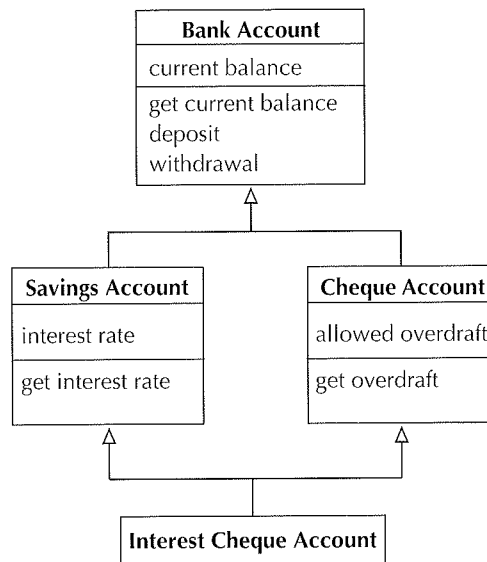 Bank Account
current balance
get current balance
deposit
withdrawal
Savings Account
interest rate
get interest rate
Cheque Account
allowed overdraft
get overdraft
Interest Cheque Account